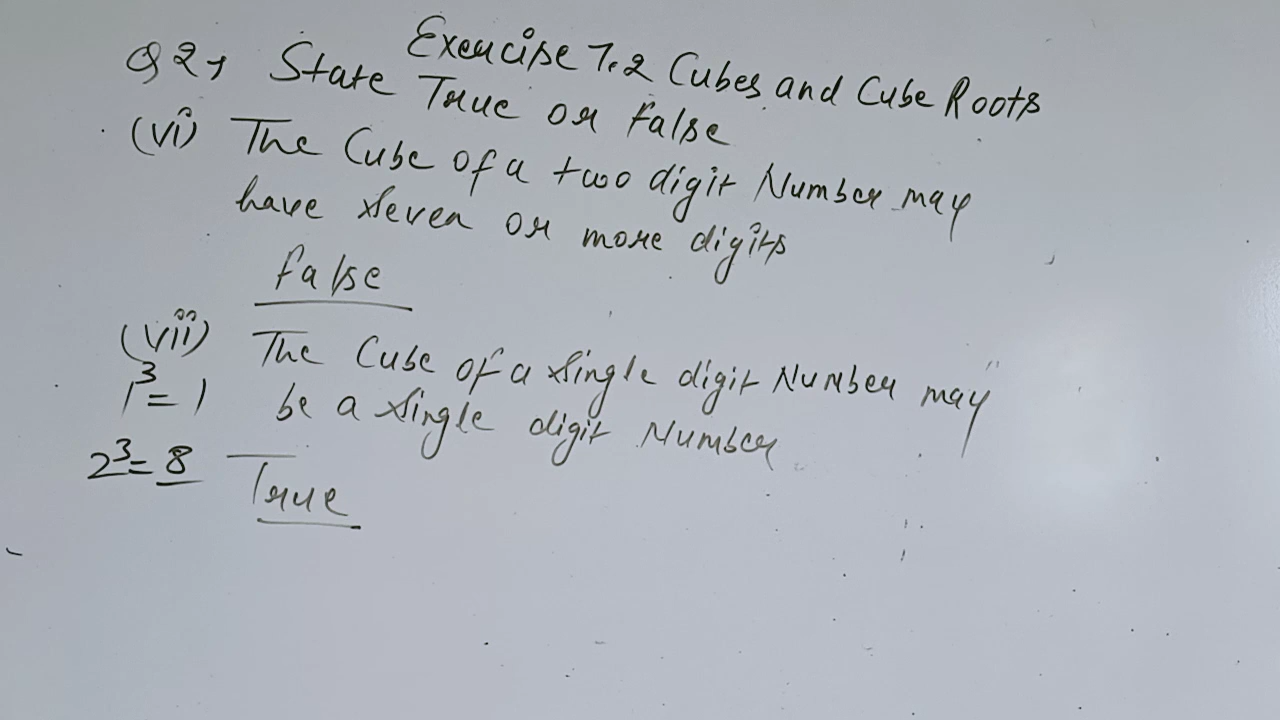 Exercise 7.2 Cubes and Cube Roots
Q2, State True or False
(vi) The Cube of a two digit Number may
have seven or more digits
False
(vii) The Cube of a single digit Number may
be a single digit Number
1³ = 1
2³ = 8
True